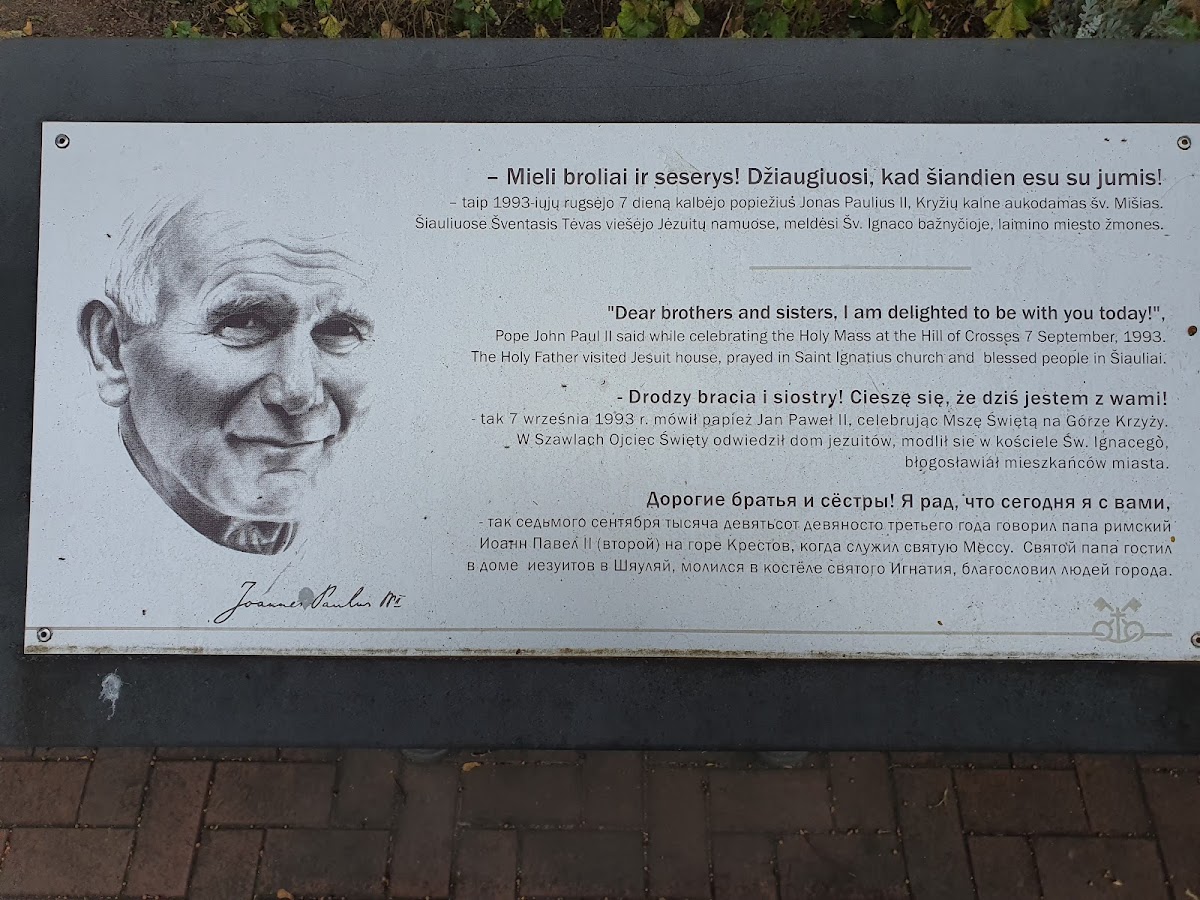 – Mieli broliai ir seserys! Džiaugiuosi, kad šiandien esu su jumis!
– taip 1993-iųjų rugsėjo 7 dieną kalbėjo popiežiuš Jonas Paulius II, Kryžių kalne aukodamas šv. Mišias.
Šiauliuose Šventasis Tėvas viešėjo Jėzuitų namuose, meldėsi Šv. Ignaco bažnyčioje, laimino miesto žmones.
"Dear brothers and sisters, I am delighted to be with you today!",
Pope John Paul II said while celebrating the Holy Mass at the Hill of Crosses 7 September, 1993.
The Holy Father visited Jesuit house, prayed in Saint Ignatius church and blessed people in Šiauliai.
- Drodzy bracia i siostry! Cieszę się, że dziś jestem z wami!
- tak 7 września 1993 r. mówił papież Jan Paweł II, celebrując Mszę Świętą na Górze Krzyży.
W Szawlach Ojciec Święty odwiedził dom jezuitów, modlił sie w kościele Św. Ignacego,
błogosławiał mieszkańców miasta.
Дорогие братья и сёстры! Я рад, что сегодня я с вами,
- так седьмого сентября тысяча девятьсот девяносто третьего года говорил папа римский
Иоанн Павел II (второй) на горе Крестов, когда служил святую Мессу. Святой папа гостил
в доме иезуитов в Шяуляй, молился в костёле святого Игнатия, благословил людей города.
Joannes Paulus PP. II